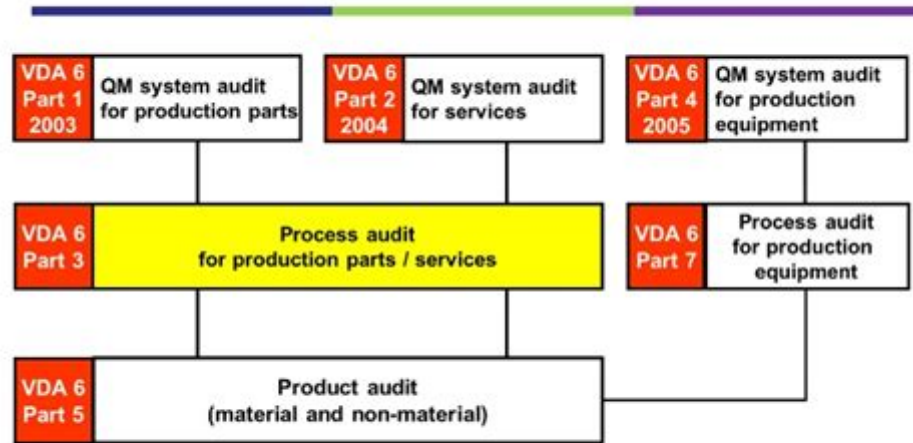 VDA 6
Part 1
2003
QM system audit
for production parts
VDA 6
Part 2
2004
QM system audit
for services
VDA 6
Part 4
2005
QM system audit
for production
equipment
VDA 6
Part 3
Process audit
for production parts / services
VDA 6
Part 7
Process audit
for production
equipment
VDA 6
Part 5
Product audit
(material and non-material)